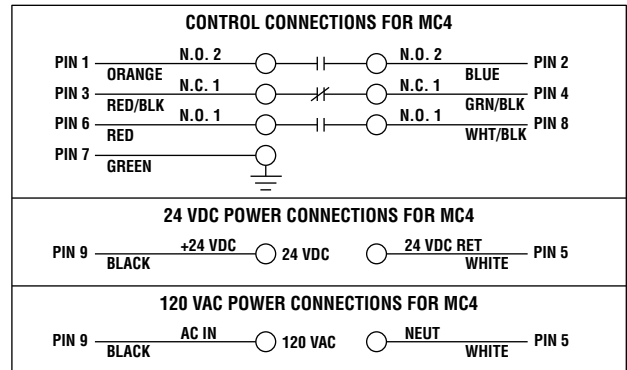 CONTROL CONNECTIONS FOR MC4
PIN 1 N.O. 2 N.O. 2 PIN 2
ORANGE BLUE
PIN 3 N.C. 1 N.C. 1 PIN 4
RED/BLK GRN/BLK
PIN 6 N.O. 1 N.O. 1 PIN 8
RED WHT/BLK
PIN 7
GREEN
24 VDC POWER CONNECTIONS FOR MC4
PIN 9 +24 VDC 24 VDC 24 VDC RET PIN 5
BLACK WHITE
120 VAC POWER CONNECTIONS FOR MC4
PIN 9 AC IN 120 VAC NEUT PIN 5
BLACK WHITE